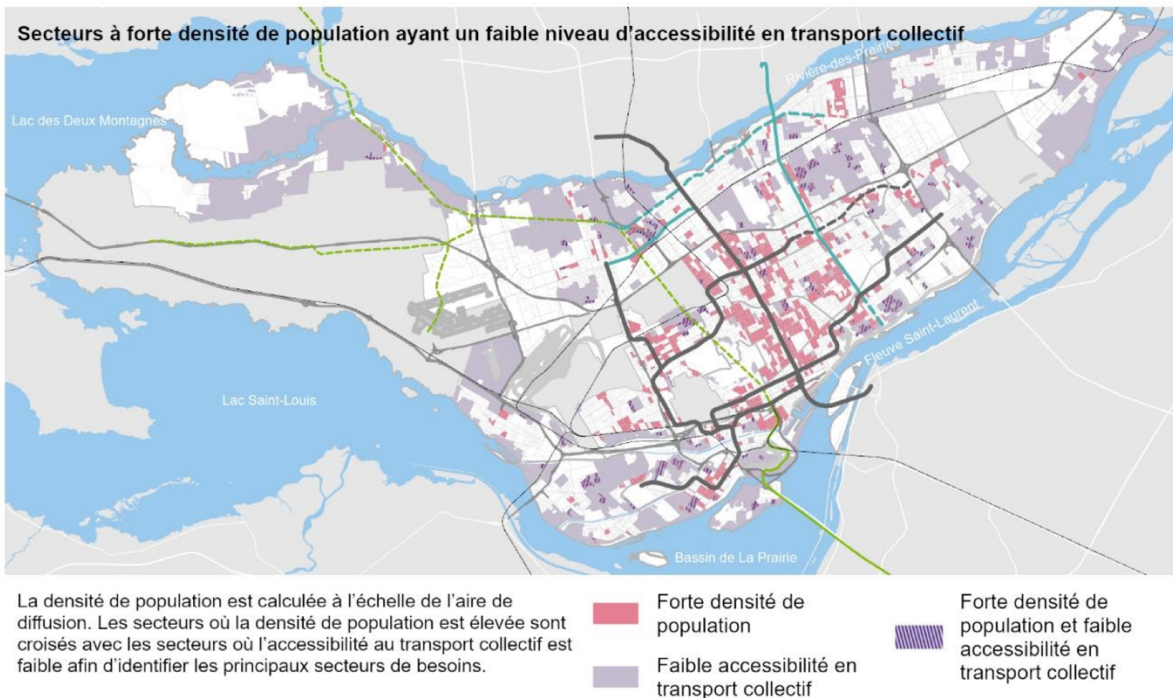 Secteurs à forte densité de population ayant un faible niveau d'accessibilité en transport collectif
Rivière-des-Prairies
Lac des Deux Montagnes
Fleuve Saint-Laurent
Lac Saint-Louis
Bassin de La Prairie
La densité de population est calculée à l'échelle de l'aire de
diffusion. Les secteurs où la densité de population est élevée sont
croisés avec les secteurs où l'accessibilité au transport collectif est
faible afin d'identifier les principaux secteurs de besoins.
Forte densité de
population
Faible accessibilité en
transport collectif
Forte densité de
population et faible
accessibilité en
transport collectif